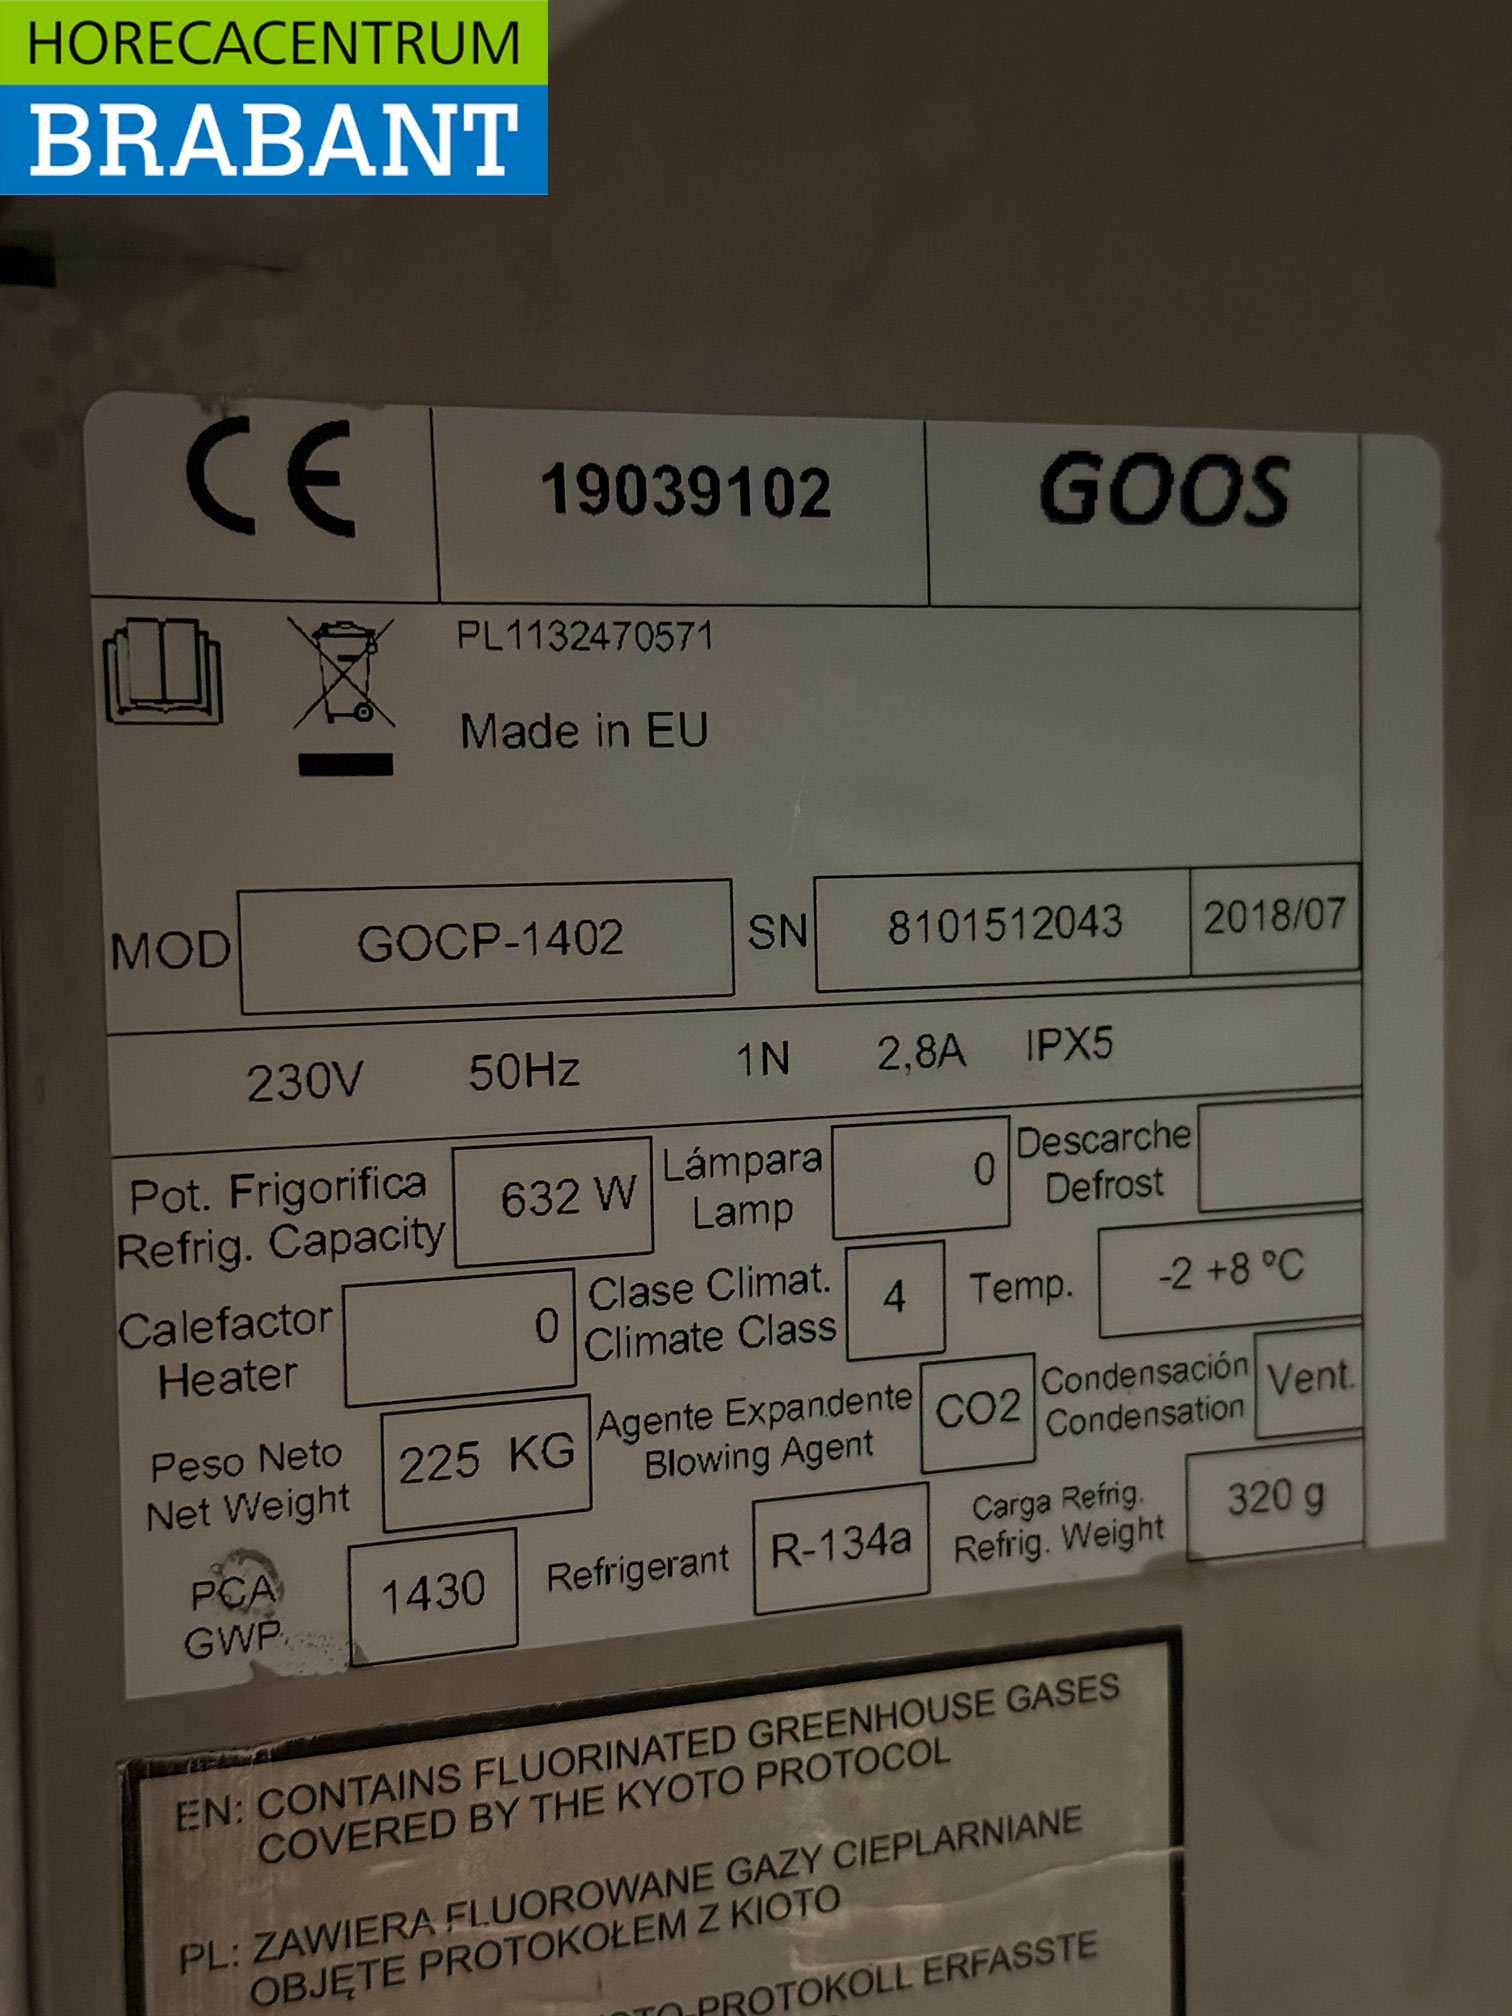 HORECACENTRUM
BRABANT
CE 19039102 GOOS
PL1132470571
Made in EU
MOD GOCP-1402 SN 8101512043 2018/07
230V 50Hz 1N 2,8A IPX5
Pot. Frigorifica
Refrig. Capacity
632 W
Lámpara
Lamp
0
Descarche
Defrost
Calefactor
Heater
0
Clase Climat.
Climate Class
4
Temp.
-2 +8 ºC
Peso Neto
Net Weight
225 KG
Agente Expandente
Blowing Agent
CO2
Condensación
Condensation
Vent.
PCA
GWP
1430
Refrigerant
R-134a
Carga Refrig.
Refrig. Weight
320 g
EN: CONTAINS FLUORINATED GREENHOUSE GASES
COVERED BY THE KYOTO PROTOCOL
PL: ZAWIERA FLUOROWANE GAZY CIEPLARNIANE
OBJĘTE PROTOKOŁEM Z KIOTO
-PROTOKOLL ERFASSTE